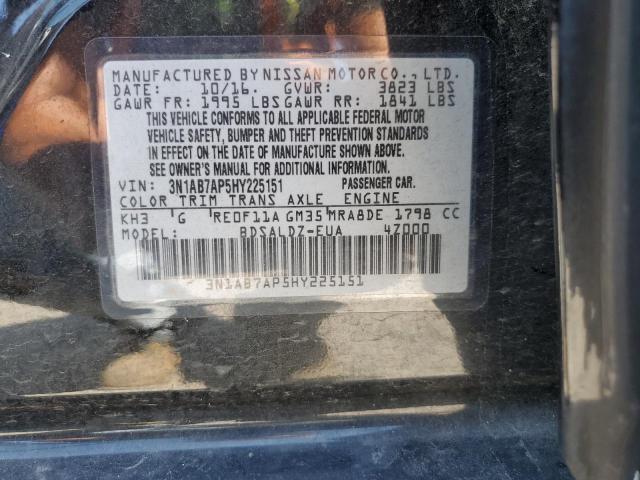 MANUFACTURED BY NISSAN MOTOR CO., LTD.
DATE: 10/16. GVWR: 3823 LBS
GAWR FR: 1995 LBS GAWR RR: 1841 LBS
THIS VEHICLE CONFORMS TO ALL APPLICABLE FEDERAL MOTOR
VEHICLE SAFETY, BUMPER AND THEFT PREVENTION STANDARDS
IN EFFECT ON THE DATE OF MANUFACTURE SHOWN ABOVE.
SEE OWNER'S MANUAL FOR ADDITIONAL INFORMATION.
VIN: 3N1AB7AP5HY225151 PASSENGER CAR.
COLOR TRIM TRANS AXLE ENGINE
KH3 G RE0F11A GM35 MRA8DE 1798 CC
MODEL: BDSALDZ-EUA 4Z000
3N1AB7AP5HY225151